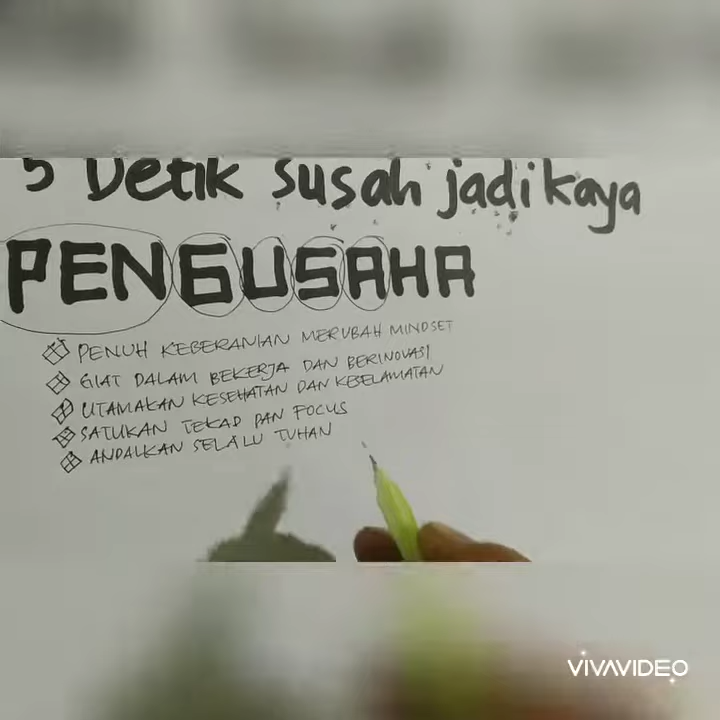 5 Detik susah jadi kaya
PENGUSAHA
PENUH KEBERANIAN MERUBAH MINDSET
GIAT DALAM BEKERJA DAN BERINOVASI
UTAMAKAN KESEHATAN DAN KESELAMATAN
SATUKAN TEKAD DAN FOCUS
ANDALKAN SELALU TUHAN
VIVAVIDEO